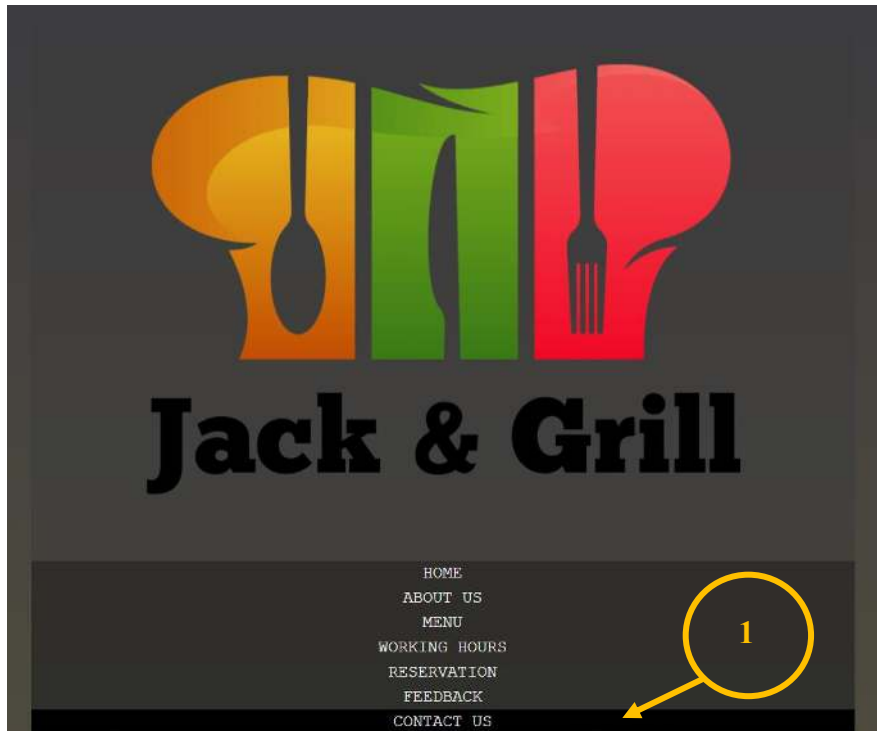 Jack & Grill
HOME
ABOUT US
MENU
WORKING HOURS
RESERVATION
FEEDBACK
CONTACT US
1